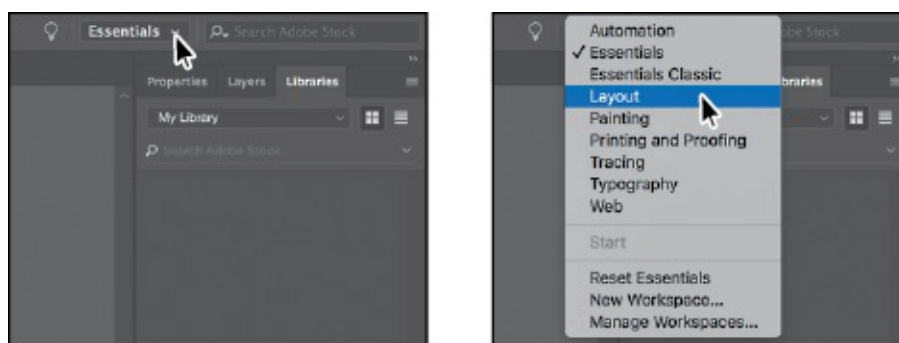 Essentials
Search Adobe Stock
Properties Layers Libraries
My Library
Search Adobe Stock
Automation
✓ Essentials
Essentials Classic
Layout
Painting
Printing and Proofing
Tracing
Typography
Web
Start
Reset Essentials
New Workspace...
Manage Workspaces...
obe Stock
braries